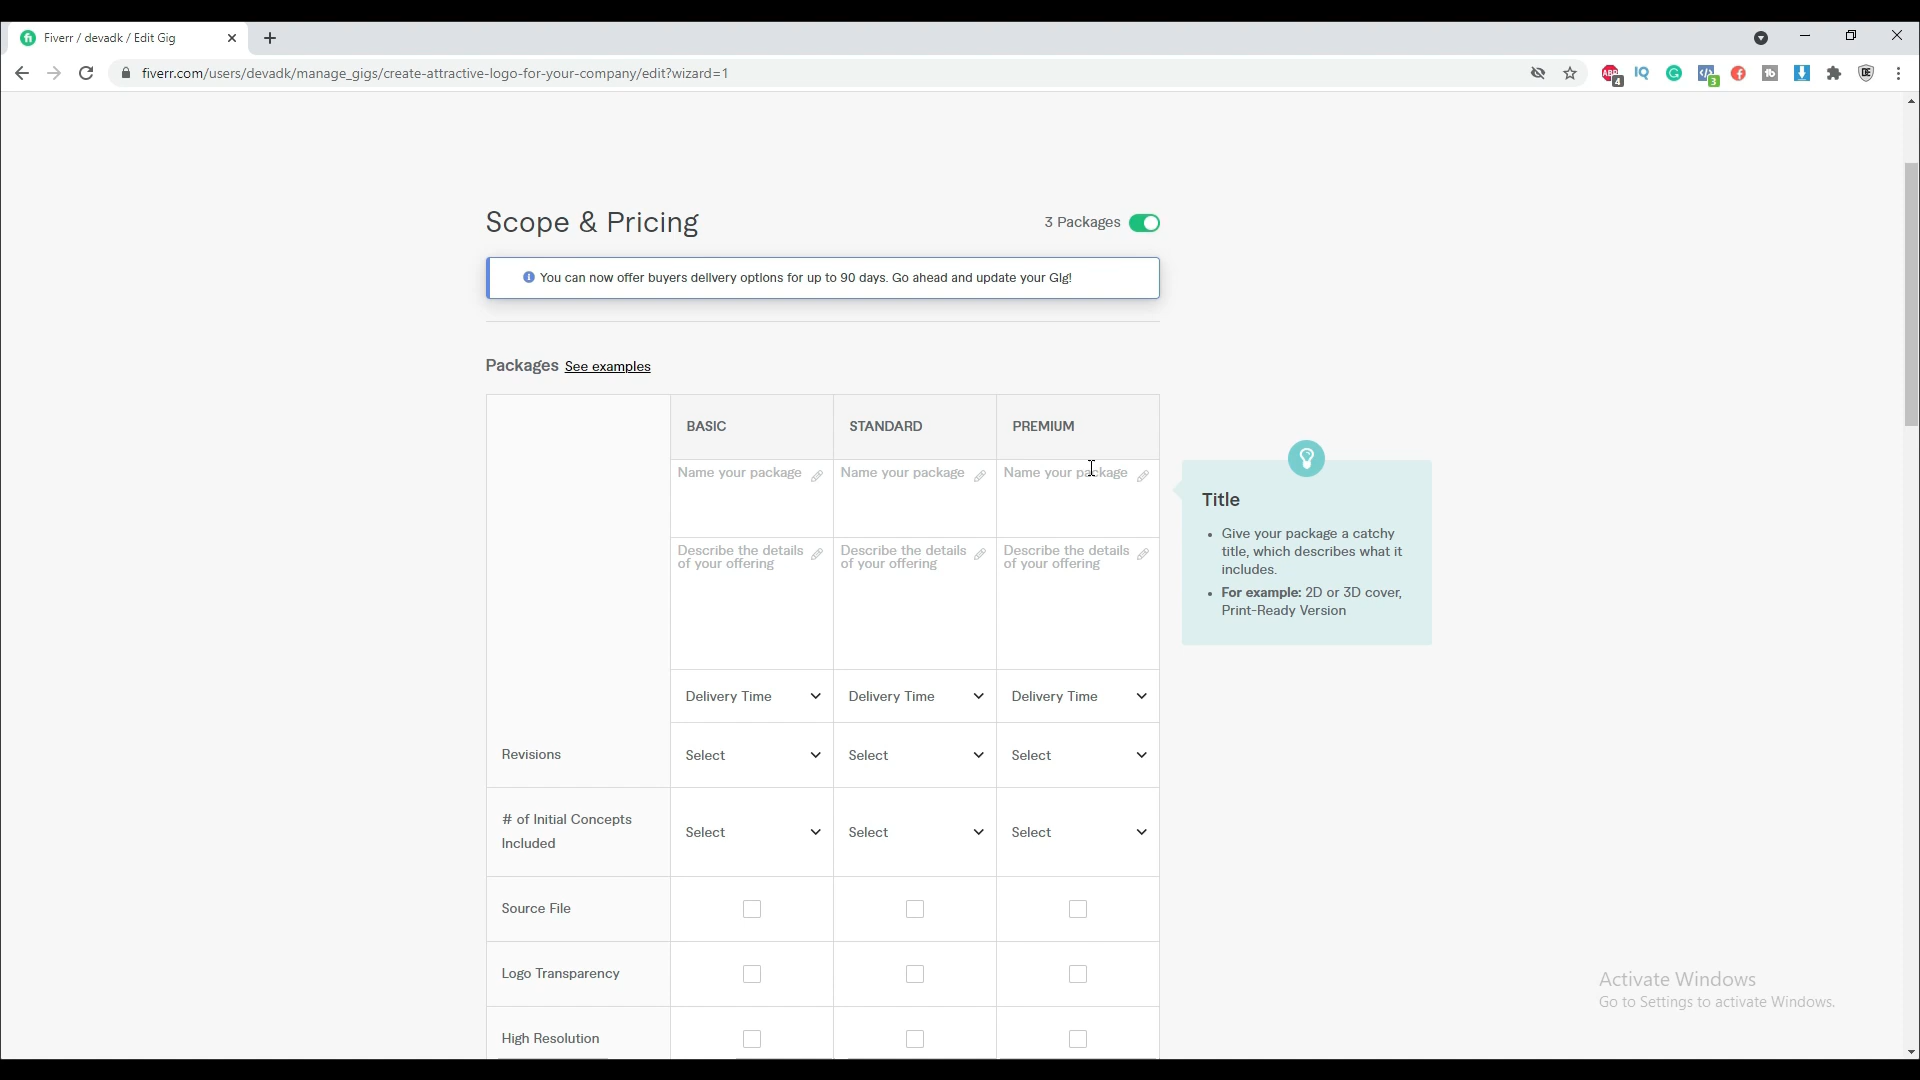 Fiverr / devadk / Edit Gig
fiverr.com/users/devadk/manage_gigs/create-attractive-logo-for-your-company/edit?wizard=1
ABP
4
IQ
3
Scope & Pricing
3 Packages
You can now offer buyers delivery options for up to 90 days. Go ahead and update your Gig!
Packages See examples
BASIC STANDARD PREMIUM
Name your package Name your package Name your package
Describe the details Describe the details Describe the details
of your offering of your offering of your offering
Title
Give your package a catchy
title, which describes what it
includes.
For example: 2D or 3D cover,
Print-Ready Version
Delivery Time Delivery Time Delivery Time
Revisions Select Select Select
# of Initial Concepts
Included
Select Select Select
Source File
Logo Transparency
High Resolution
Activate Windows
Go to Settings to activate Windows.